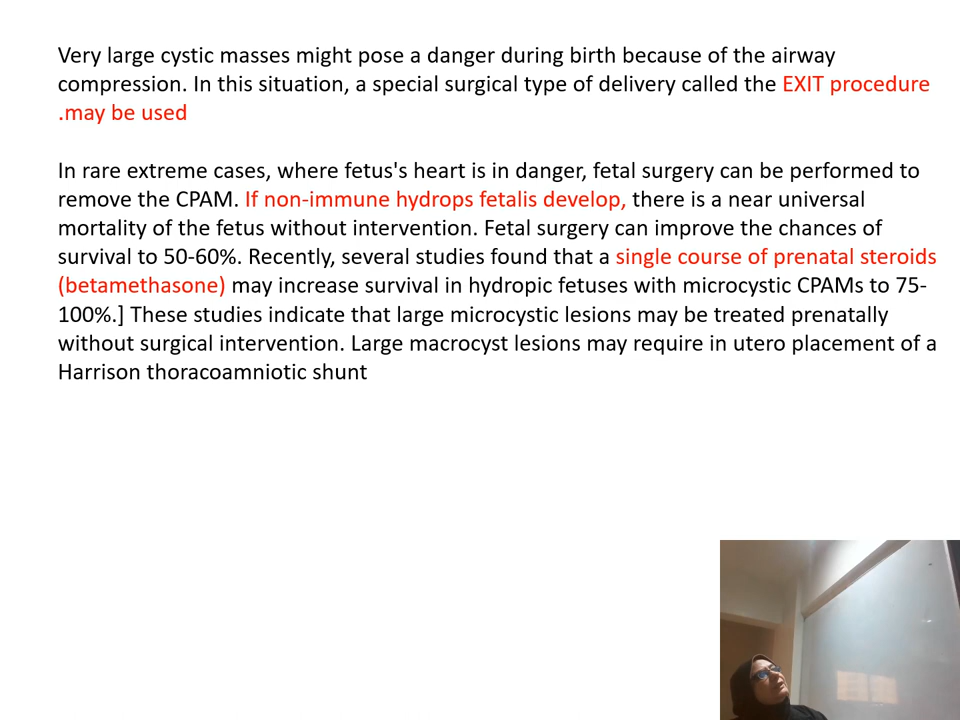 Very large cystic masses might pose a danger during birth because of the airway
compression. In this situation, a special surgical type of delivery called the EXIT procedure
.may be used
In rare extreme cases, where fetus's heart is in danger, fetal surgery can be performed to
remove the CPAM. If non-immune hydrops fetalis develop, there is a near universal
mortality of the fetus without intervention. Fetal surgery can improve the chances of
survival to 50-60%. Recently, several studies found that a single course of prenatal steroids
(betamethasone) may increase survival in hydropic fetuses with microcystic CPAMs to 75-
100%.] These studies indicate that large microcystic lesions may be treated prenatally
without surgical intervention. Large macrocyst lesions may require in utero placement of a
Harrison thoracoamniotic shunt